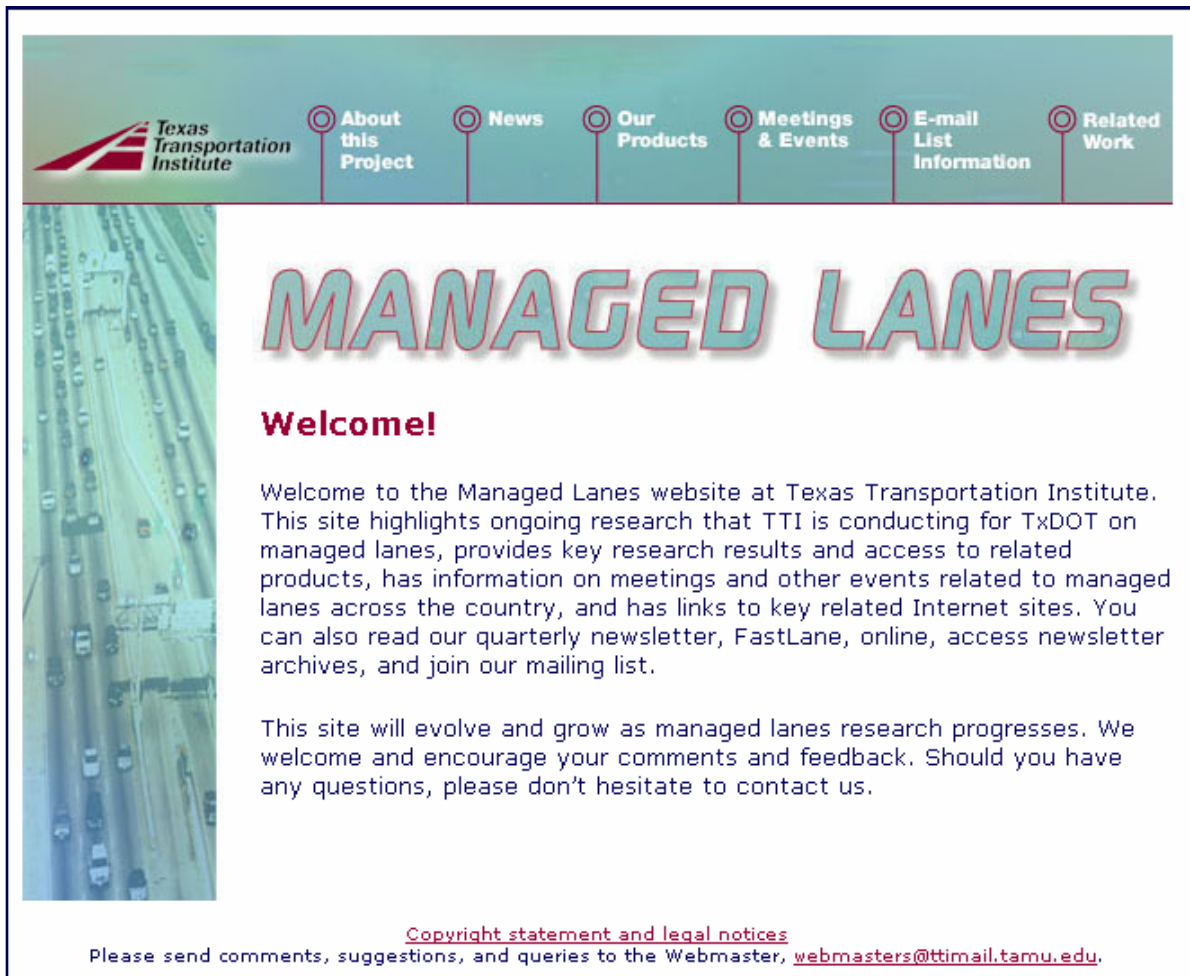 Texas
Transportation
Institute
About
this
Project
News
Our
Products
Meetings
& Events
E-mail
List
Information
Related
Work
MANAGED LANES
Welcome!
Welcome to the Managed Lanes website at Texas Transportation Institute.
This site highlights ongoing research that TTI is conducting for TxDOT on
managed lanes, provides key research results and access to related
products, has information on meetings and other events related to managed
lanes across the country, and has links to key related Internet sites. You
can also read our quarterly newsletter, FastLane, online, access newsletter
archives, and join our mailing list.
This site will evolve and grow as managed lanes research progresses. We
welcome and encourage your comments and feedback. Should you have
any questions, please don't hesitate to contact us.
Copyright statement and legal notices
Please send comments, suggestions, and queries to the Webmaster, webmasters@ttimail.tamu.edu.